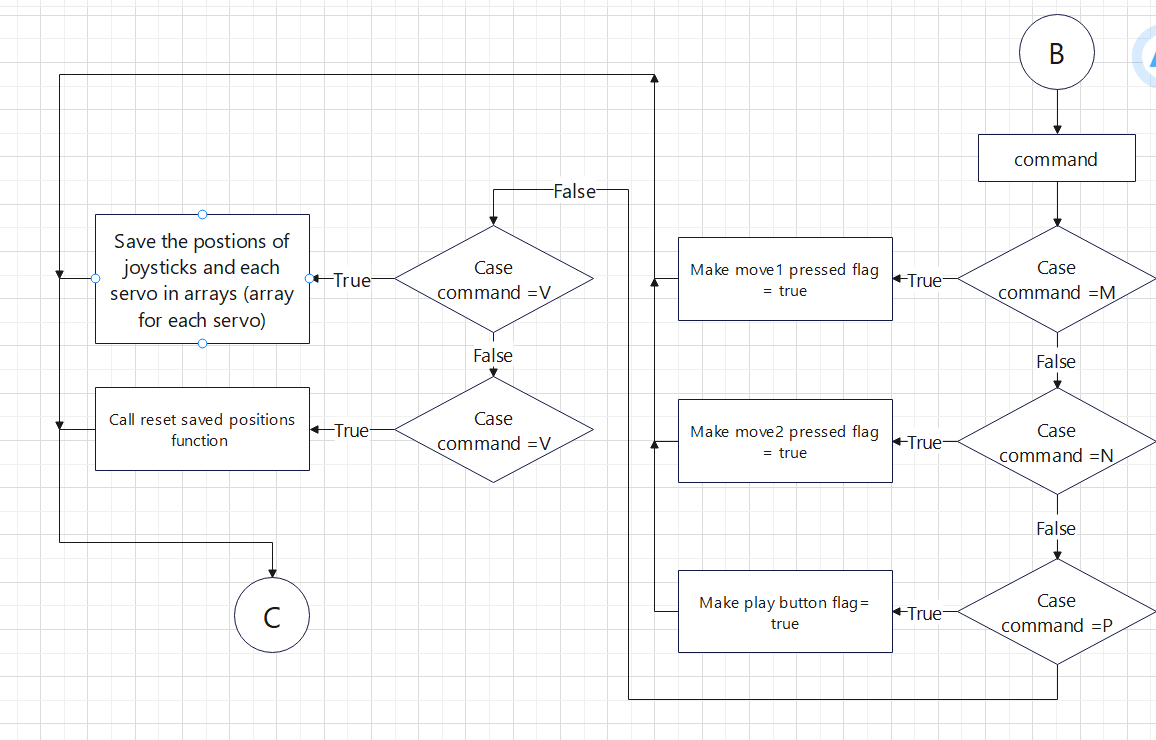 B
command
False
Save the postions of
joysticks and each
servo in arrays (array
for each servo)
True
Case
command =V
Make move1 pressed flag
= true
True
Case
command =M
False
False
Call reset saved positions
function
True
Case
command =V
Make move2 pressed flag
= true
True
Case
command =N
False
C
Make play button flag=
true
True
Case
command =P